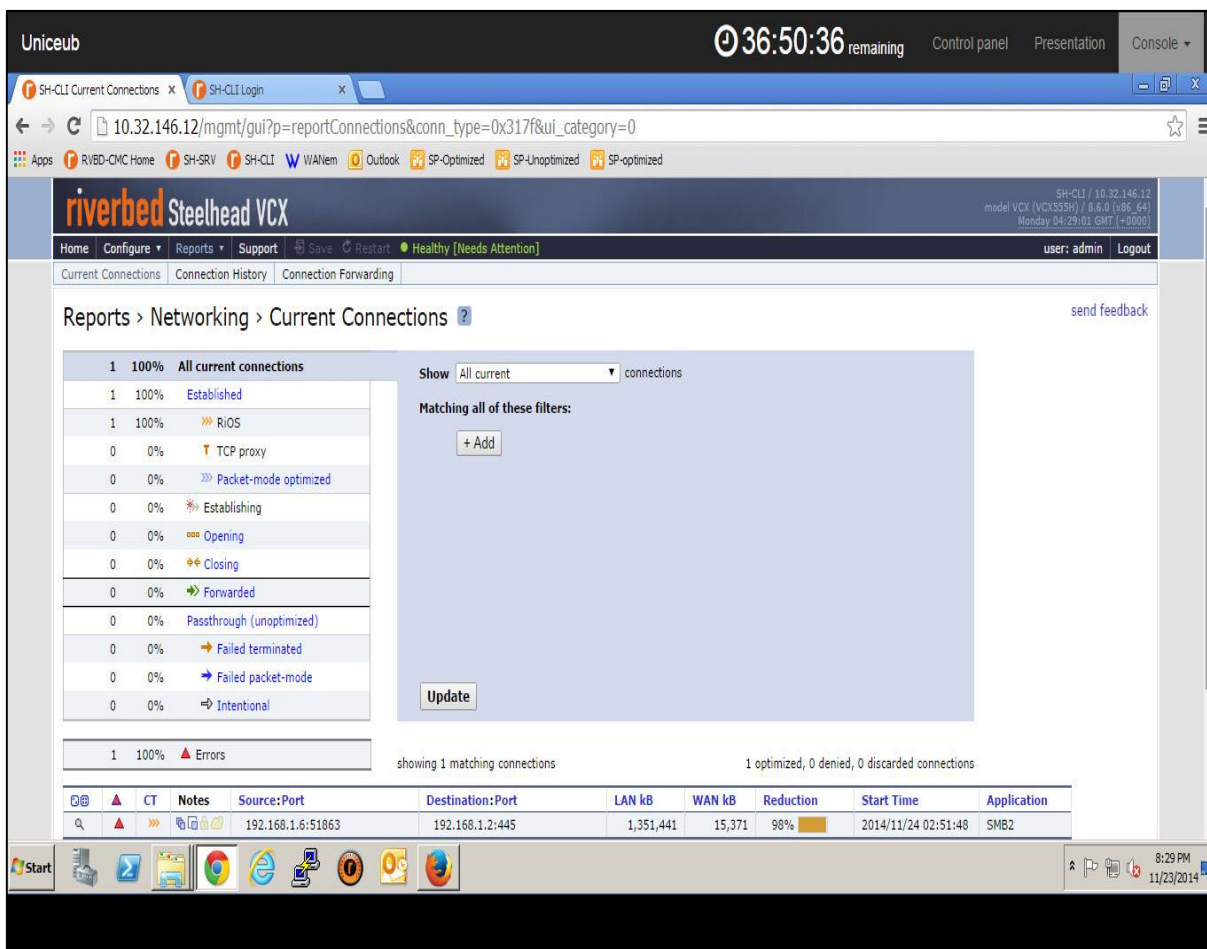 Uniceub
36:50:36 remaining
Control panel
Presentation
Console
SH-CLI Current Connections
SH-CLI Login
10.32.146.12/mgmt/gui?p=reportConnections&conn_type=0x317f&ui_category=0
Apps RVBD-CMC Home SH-SRV SH-CLI WANem Outlook SP-Optimized SP-Unoptimized SP-optimized
riverbed Steelhead VCX
SH-CLI / 10.32.146.12
model VCX (VCX555H) / 8.6.0 (x86_64)
Monday 04:29:01 GMT (+0000)
Home Configure Reports Support Save Restart Healthy [Needs Attention] user: admin Logout
Current Connections Connection History Connection Forwarding
Reports › Networking › Current Connections ?
send feedback
1 100% All current connections
1 100% Established
1 100% RiOS
0 0% TCP proxy
0 0% Packet-mode optimized
0 0% Establishing
0 0% Opening
0 0% Closing
0 0% Forwarded
0 0% Passthrough (unoptimized)
0 0% Failed terminated
0 0% Failed packet-mode
0 0% Intentional
1 100% Errors
Show All current connections
Matching all of these filters:
+ Add
Update
showing 1 matching connections
1 optimized, 0 denied, 0 discarded connections
CT Notes Source:Port Destination:Port LAN kB WAN kB Reduction Start Time Application
192.168.1.6:51863 192.168.1.2:445 1,351,441 15,371 98% 2014/11/24 02:51:48 SMB2
Start
8:29 PM
11/23/2014